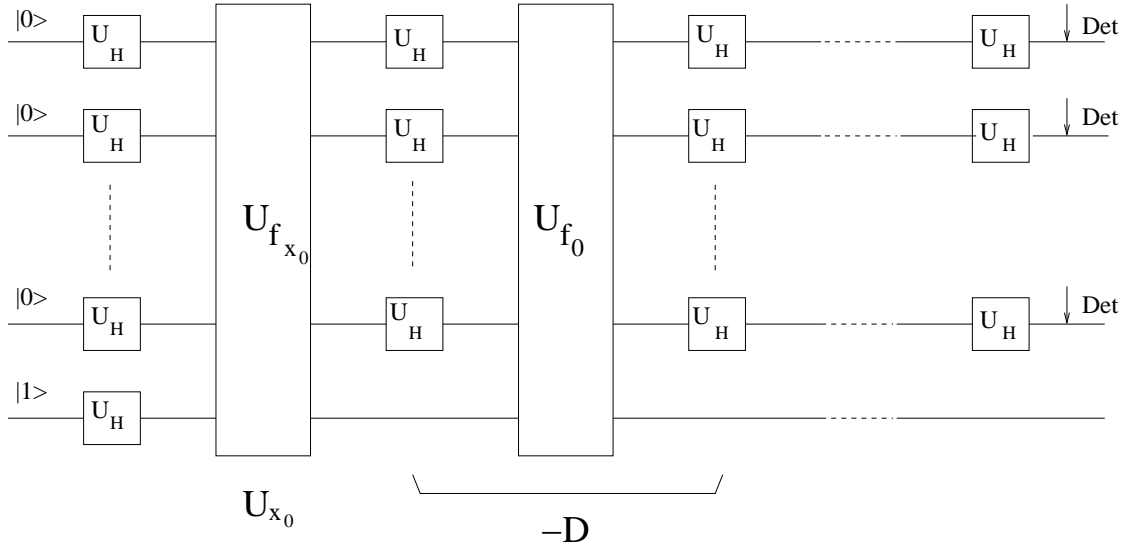 |0> U_H U_H U_H U_H Det
|0> U_H U_H U_H U_H Det
U_{f_{x_0}} U_{f_0}
|0> U_H U_H U_H U_H Det
|1> U_H
U_{x_0}
−D